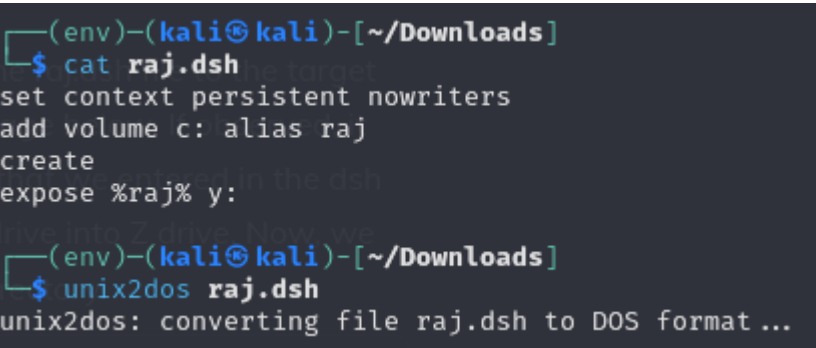 (env)-(kali㉿kali)-[~/Downloads]
$ cat raj.dsh
set context persistent nowriters
add volume c: alias raj
create
expose %raj% y:
(env)-(kali㉿kali)-[~/Downloads]
$ unix2dos raj.dsh
unix2dos: converting file raj.dsh to DOS format...